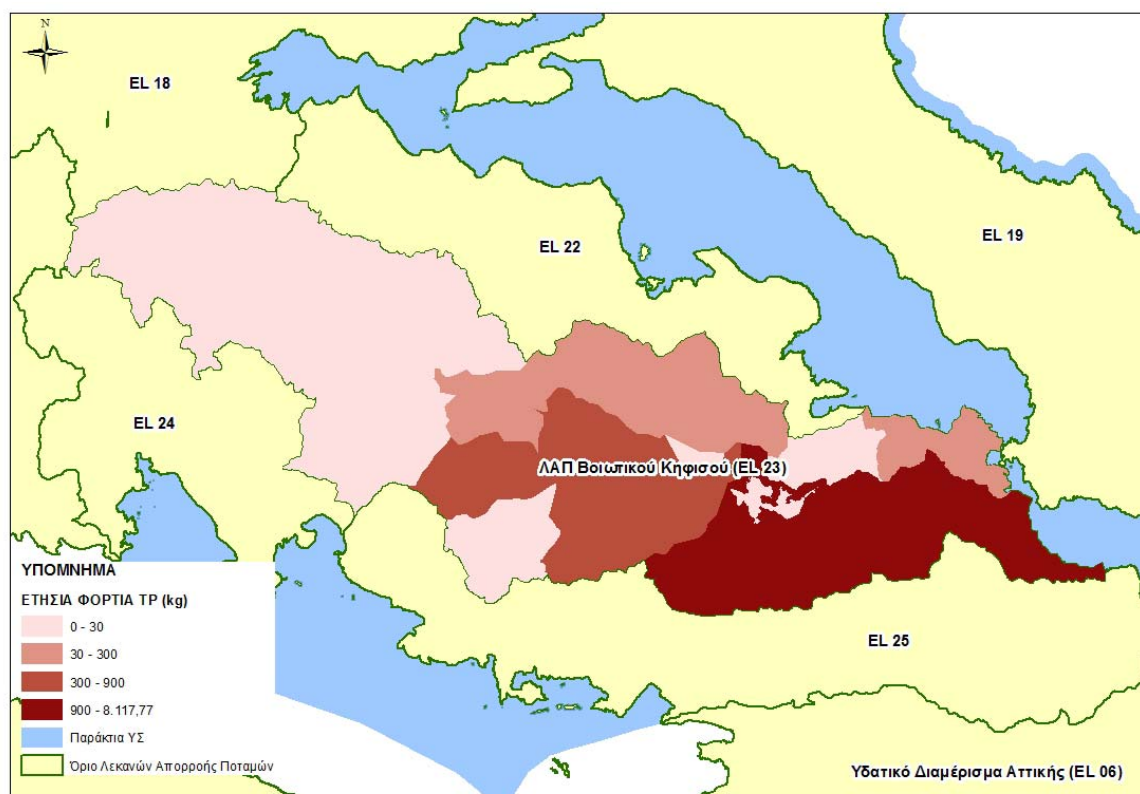 N
EL 18
EL 22
EL 19
EL 24
ΛΑΠ Βοιωτικού Κηφισού (EL 23)
EL 25
ΥΠΟΜΝΗΜΑ
ΕΤΗΣΙΑ ΦΟΡΤΙΑ TP (kg)
0 - 30
30 - 300
300 - 900
900 - 8.117,77
Παράκτια ΥΣ
Όριο Λεκανών Απορροής Ποταμών
Υδατικό Διαμέρισμα Αττικής (EL 06)